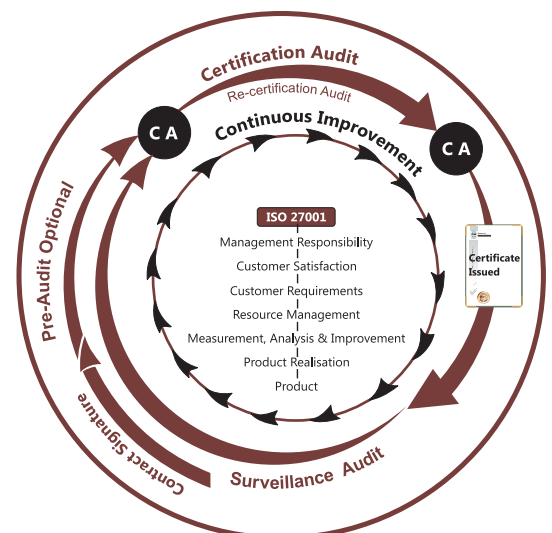 Certification Audit
Re-certification Audit
Continuous Improvement
C A
C A
Pre-Audit Optional
Certificate
Issued
ISO 27001
Management Responsibility
Customer Satisfaction
Customer Requirements
Resource Management
Measurement, Analysis & Improvement
Product Realisation
Product
Contract Signature
Surveillance Audit